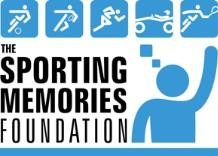 THE
SPORTING
MEMORIES
FOUNDATION